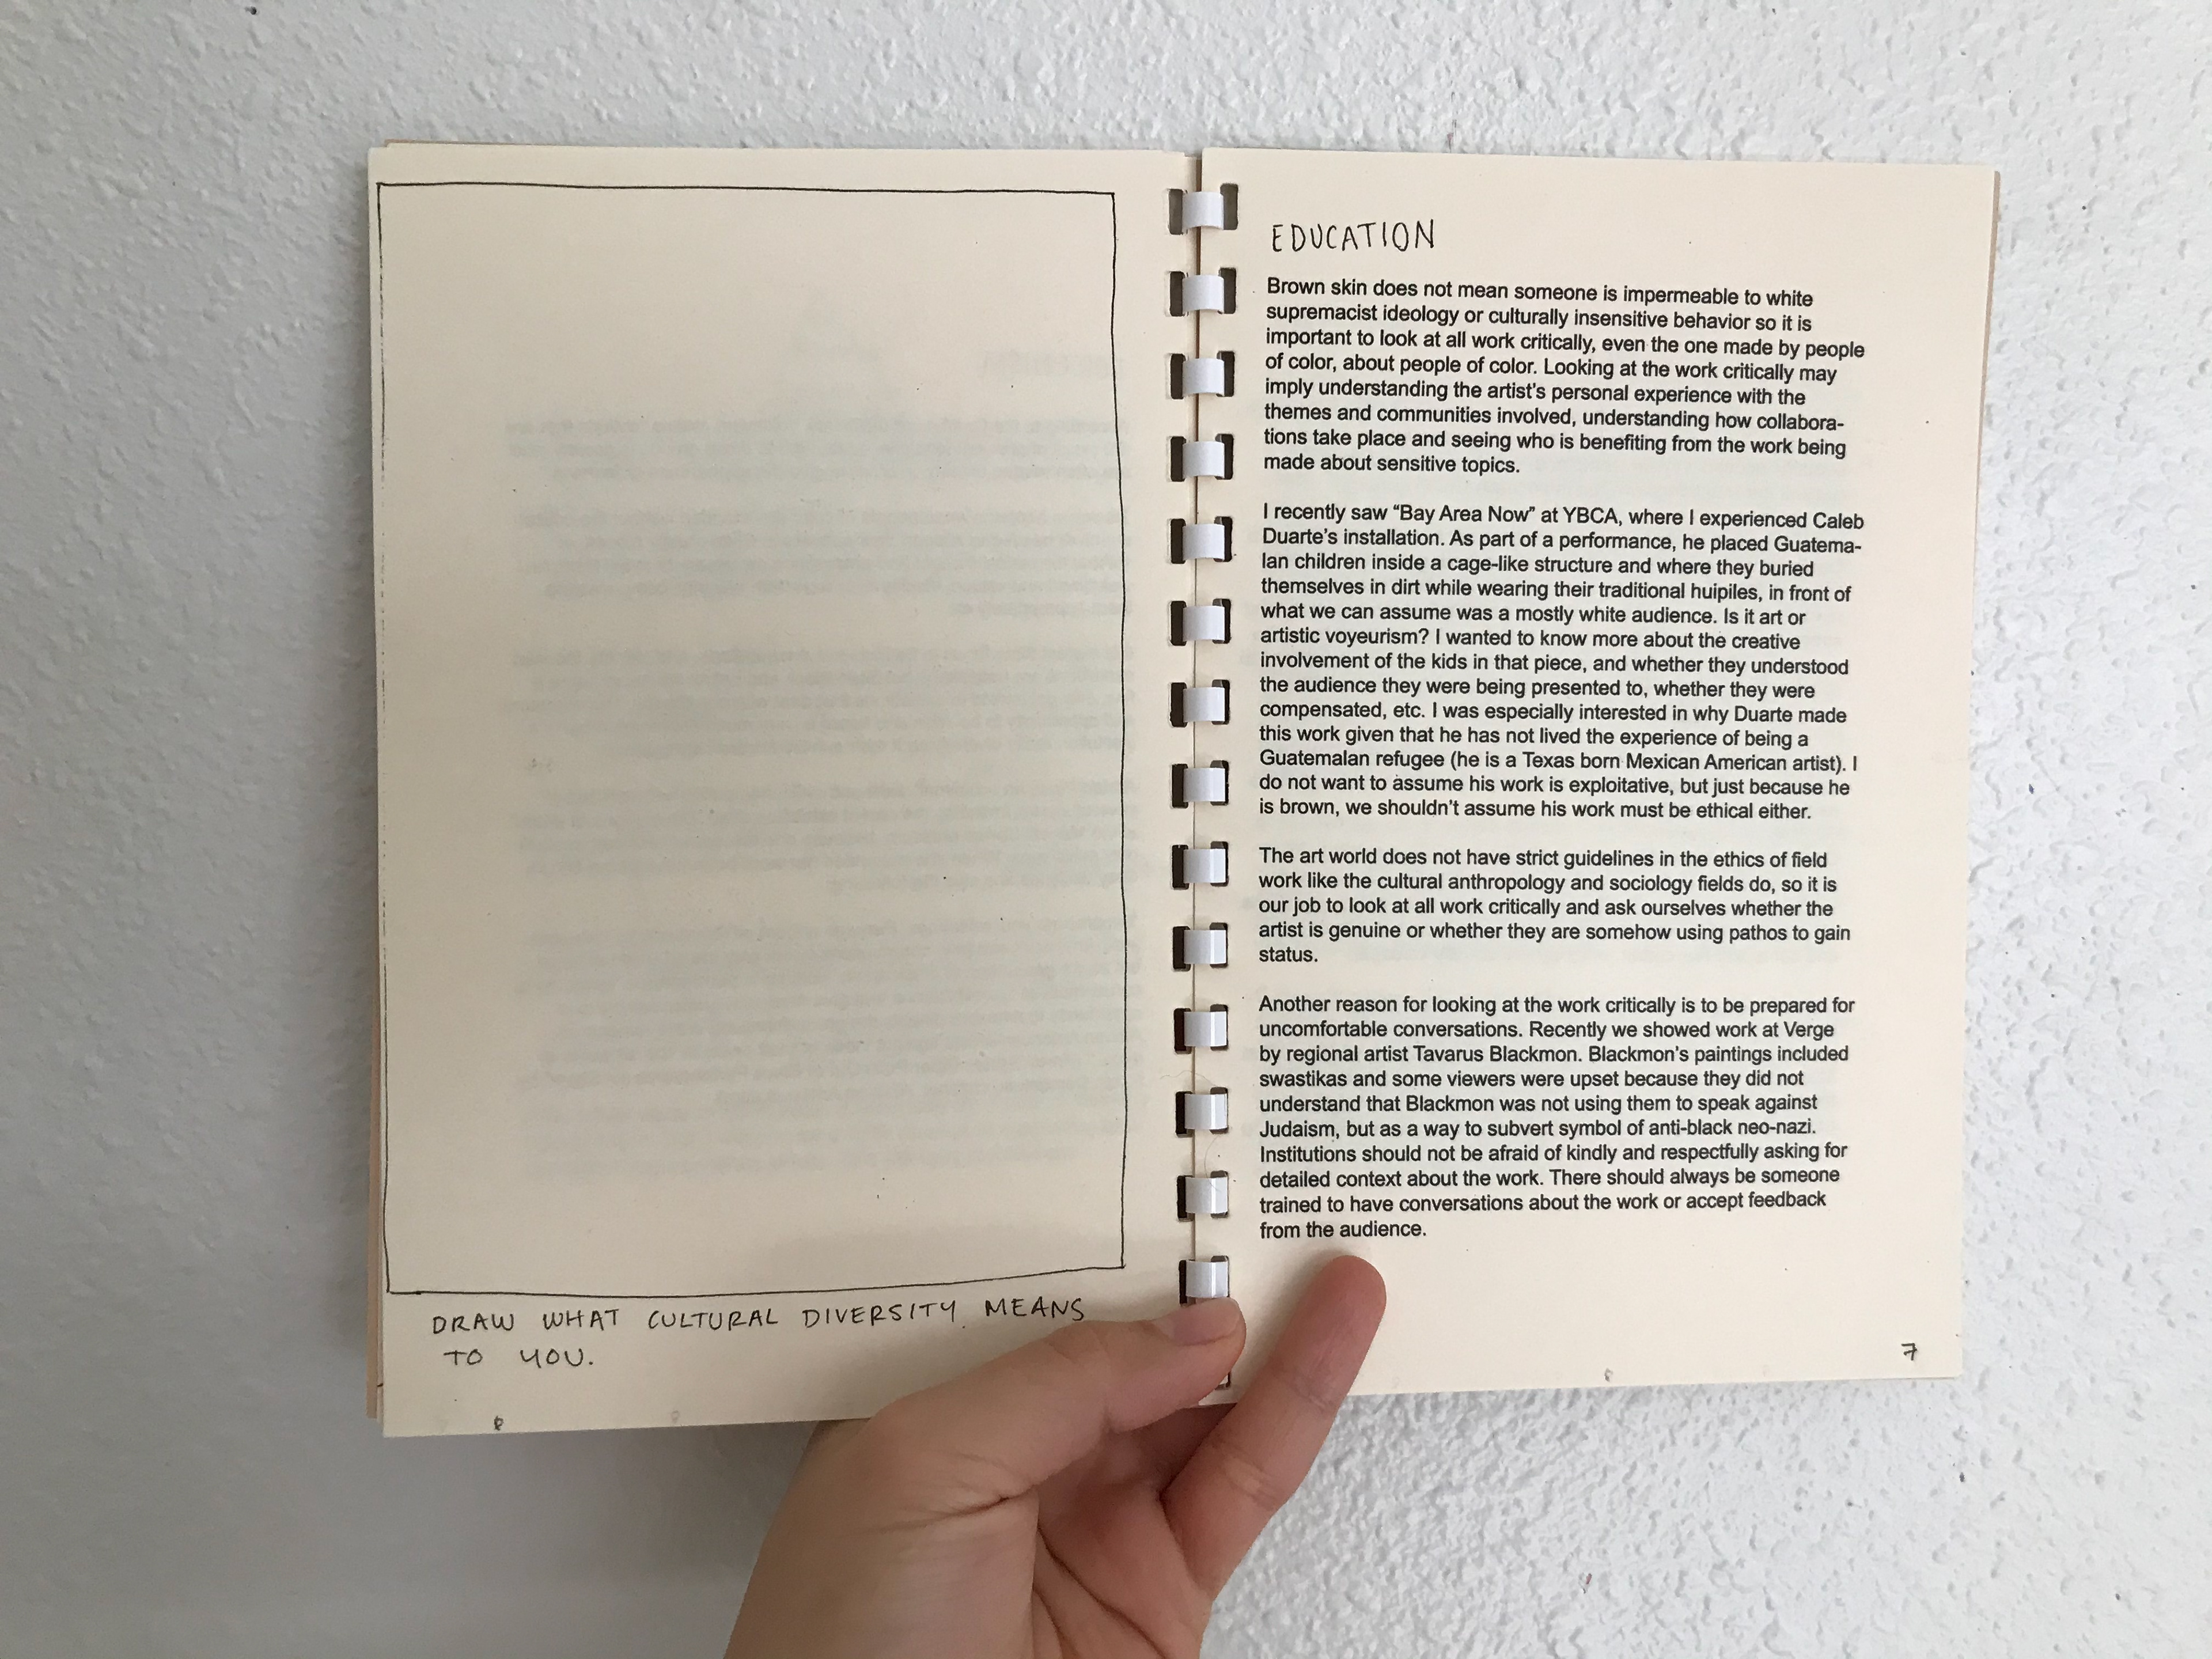 DRAW WHAT CULTURAL DIVERSITY MEANS
TO YOU.
EDUCATION
Brown skin does not mean someone is impermeable to white
supremacist ideology or culturally insensitive behavior so it is
important to look at all work critically, even the one made by people
of color, about people of color. Looking at the work critically may
imply understanding the artist's personal experience with the
themes and communities involved, understanding how collabora-
tions take place and seeing who is benefiting from the work being
made about sensitive topics.
I recently saw “Bay Area Now” at YBCA, where I experienced Caleb
Duarte's installation. As part of a performance, he placed Guatema-
lan children inside a cage-like structure and where they buried
themselves in dirt while wearing their traditional huipiles, in front of
what we can assume was a mostly white audience. Is it art or
artistic voyeurism? I wanted to know more about the creative
involvement of the kids in that piece, and whether they understood
the audience they were being presented to, whether they were
compensated, etc. I was especially interested in why Duarte made
this work given that he has not lived the experience of being a
Guatemalan refugee (he is a Texas born Mexican American artist). I
do not want to assume his work is exploitative, but just because he
is brown, we shouldn't assume his work must be ethical either.
The art world does not have strict guidelines in the ethics of field
work like the cultural anthropology and sociology fields do, so it is
our job to look at all work critically and ask ourselves whether the
artist is genuine or whether they are somehow using pathos to gain
status.
Another reason for looking at the work critically is to be prepared for
uncomfortable conversations. Recently we showed work at Verge
by regional artist Tavarus Blackmon. Blackmon's paintings included
swastikas and some viewers were upset because they did not
understand that Blackmon was not using them to speak against
Judaism, but as a way to subvert symbol of anti-black neo-nazi.
Institutions should not be afraid of kindly and respectfully asking for
detailed context about the work. There should always be someone
trained to have conversations about the work or accept feedback
from the audience.
7